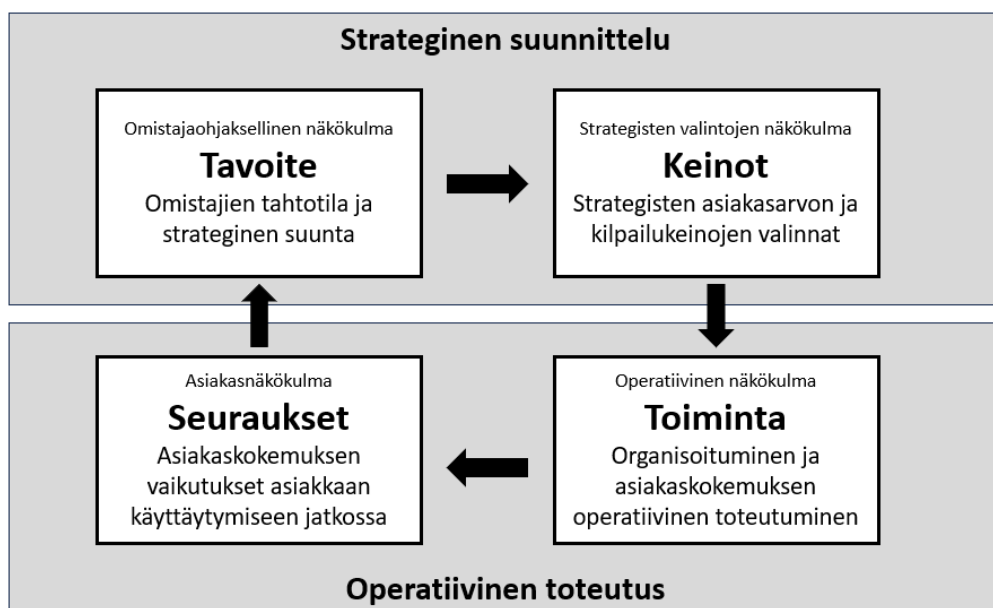 Strateginen suunnittelu
Omistajaohjaksellinen näkökulma
Tavoite
Omistajien tahtotila ja
strateginen suunta
Strategisten valintojen näkökulma
Keinot
Strategisten asiakasarvon ja
kilpailukeinojen valinnat
Asiakasnäkökulma
Seuraukset
Asiakaskokemuksen
vaikutukset asiakkaan
käyttäytymiseen jatkossa
Operatiivinen näkökulma
Toiminta
Organisoituminen ja
asiakaskokemuksen
operatiivinen toteutuminen
Operatiivinen toteutus